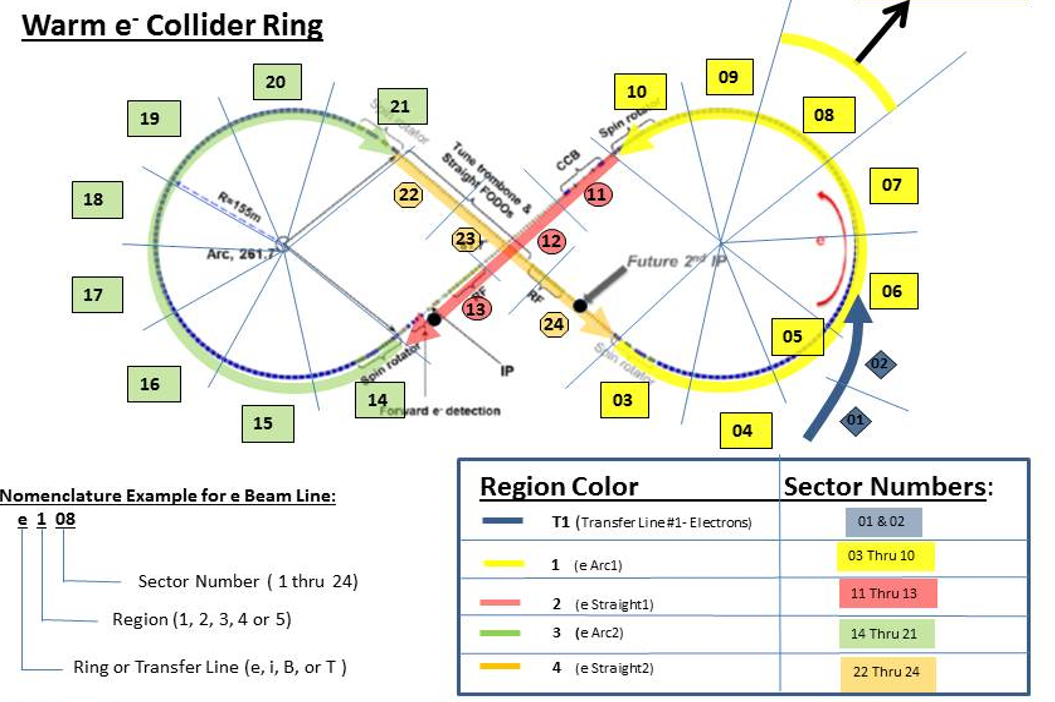 Warm e- Collider Ring
20
21
19
18
17
16
15
14
Spin rotator
R=155m
Arc, 261.7°
Tune trombone &
Straight FODOs
22
23
24
RF
CCB
Spin rotator
10
09
08
07
06
05
04
03
11
12
13
RF
e
Future 2nd IP
IP
Spin rotator
Spin rotator
Forward e- detection
02
01
Nomenclature Example for e Beam Line:
e 1 08
Sector Number ( 1 thru 24)
Region (1, 2, 3, 4 or 5)
Ring or Transfer Line (e, i, B, or T )
Region Color Sector Numbers:
T1 (Transfer Line #1- Electrons) 01 & 02
1 (e Arc1) 03 Thru 10
2 (e Straight1) 11 Thru 13
3 (e Arc2) 14 Thru 21
4 (e Straight2) 22 Thru 24